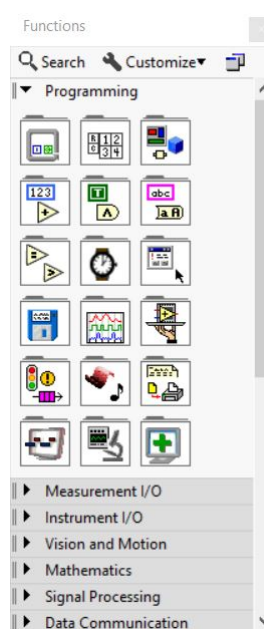 Functions
Search Customize
Programming
123
T
abc
a A
Measurement I/O
Instrument I/O
Vision and Motion
Mathematics
Signal Processing
Data Communication